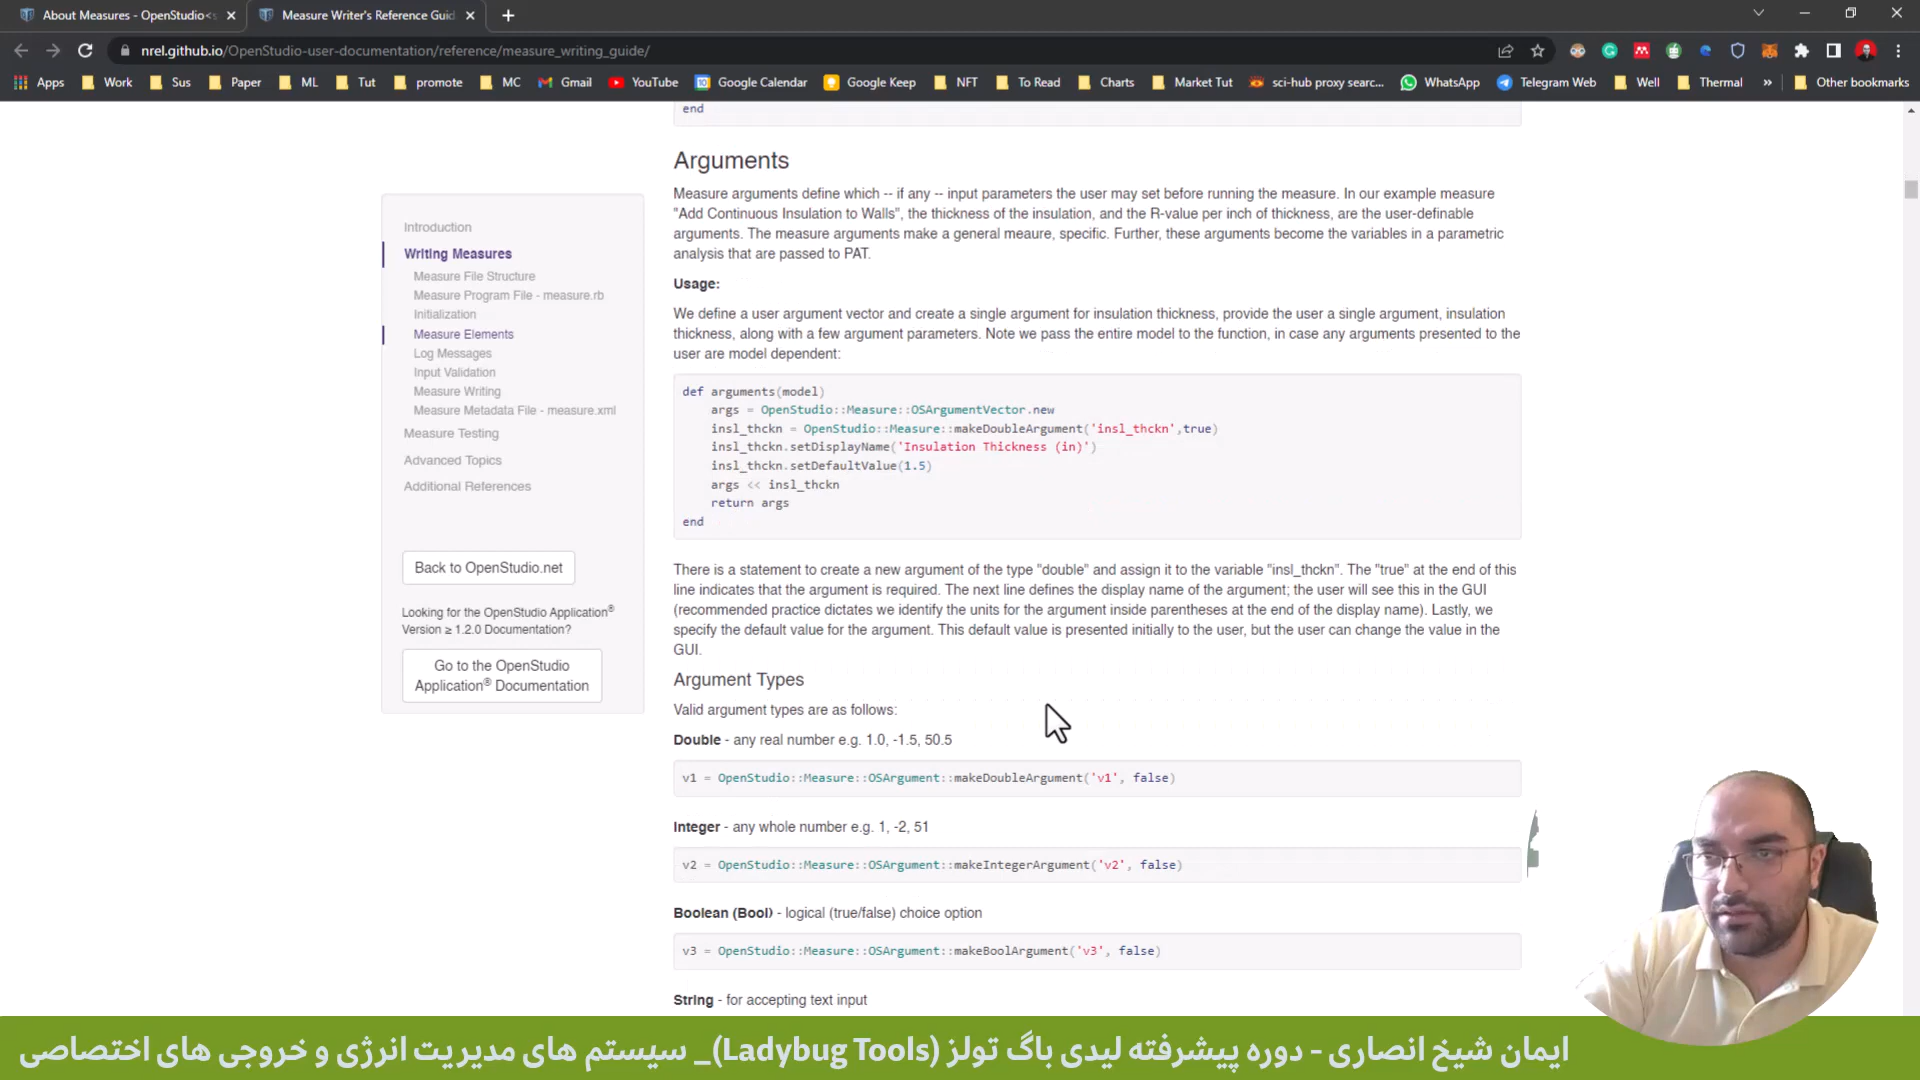 About Measures - OpenStudio<s
Measure Writer's Reference Guid
nrel.github.io/OpenStudio-user-documentation/reference/measure_writing_guide/
Apps Work Sus Paper ML Tut promote MC Gmail YouTube Google Calendar Google Keep NFT To Read Charts Market Tut sci-hub proxy searc... WhatsApp Telegram Web Well Thermal » Other bookmarks
Introduction
Writing Measures
Measure File Structure
Measure Program File - measure.rb
Initialization
Measure Elements
Log Messages
Input Validation
Measure Writing
Measure Metadata File - measure.xml
Measure Testing
Advanced Topics
Additional References
Back to OpenStudio.net
Looking for the OpenStudio Application®
Version ≥ 1.2.0 Documentation?
Go to the OpenStudio
Application® Documentation
end
Arguments
Measure arguments define which -- if any -- input parameters the user may set before running the measure. In our example measure
"Add Continuous Insulation to Walls", the thickness of the insulation, and the R-value per inch of thickness, are the user-definable
arguments. The measure arguments make a general meaure, specific. Further, these arguments become the variables in a parametric
analysis that are passed to PAT.
Usage:
We define a user argument vector and create a single argument for insulation thickness, provide the user a single argument, insulation
thickness, along with a few argument parameters. Note we pass the entire model to the function, in case any arguments presented to the
user are model dependent:
def arguments(model)
args = OpenStudio::Measure::OSArgumentVector.new
insl_thckn = OpenStudio::Measure::makeDoubleArgument('insl_thckn',true)
insl_thckn.setDisplayName('Insulation Thickness (in)')
insl_thckn.setDefaultValue(1.5)
args << insl_thckn
return args
end
There is a statement to create a new argument of the type "double" and assign it to the variable "insl_thckn". The "true" at the end of this
line indicates that the argument is required. The next line defines the display name of the argument; the user will see this in the GUI
(recommended practice dictates we identify the units for the argument inside parentheses at the end of the display name). Lastly, we
specify the default value for the argument. This default value is presented initially to the user, but the user can change the value in the
GUI.
Argument Types
Valid argument types are as follows:
Double - any real number e.g. 1.0, -1.5, 50.5
v1 = OpenStudio::Measure::OSArgument::makeDoubleArgument('v1', false)
Integer - any whole number e.g. 1, -2, 51
v2 = OpenStudio::Measure::OSArgument::makeIntegerArgument('v2', false)
Boolean (Bool) - logical (true/false) choice option
v3 = OpenStudio::Measure::OSArgument::makeBoolArgument('v3', false)
String - for accepting text input
ایمان شیخ انصاری - دوره پیشرفته لیدی باگ تولز (Ladybug Tools)_ سیستم های مدیریت انرژی و خروجی های اختصاصی